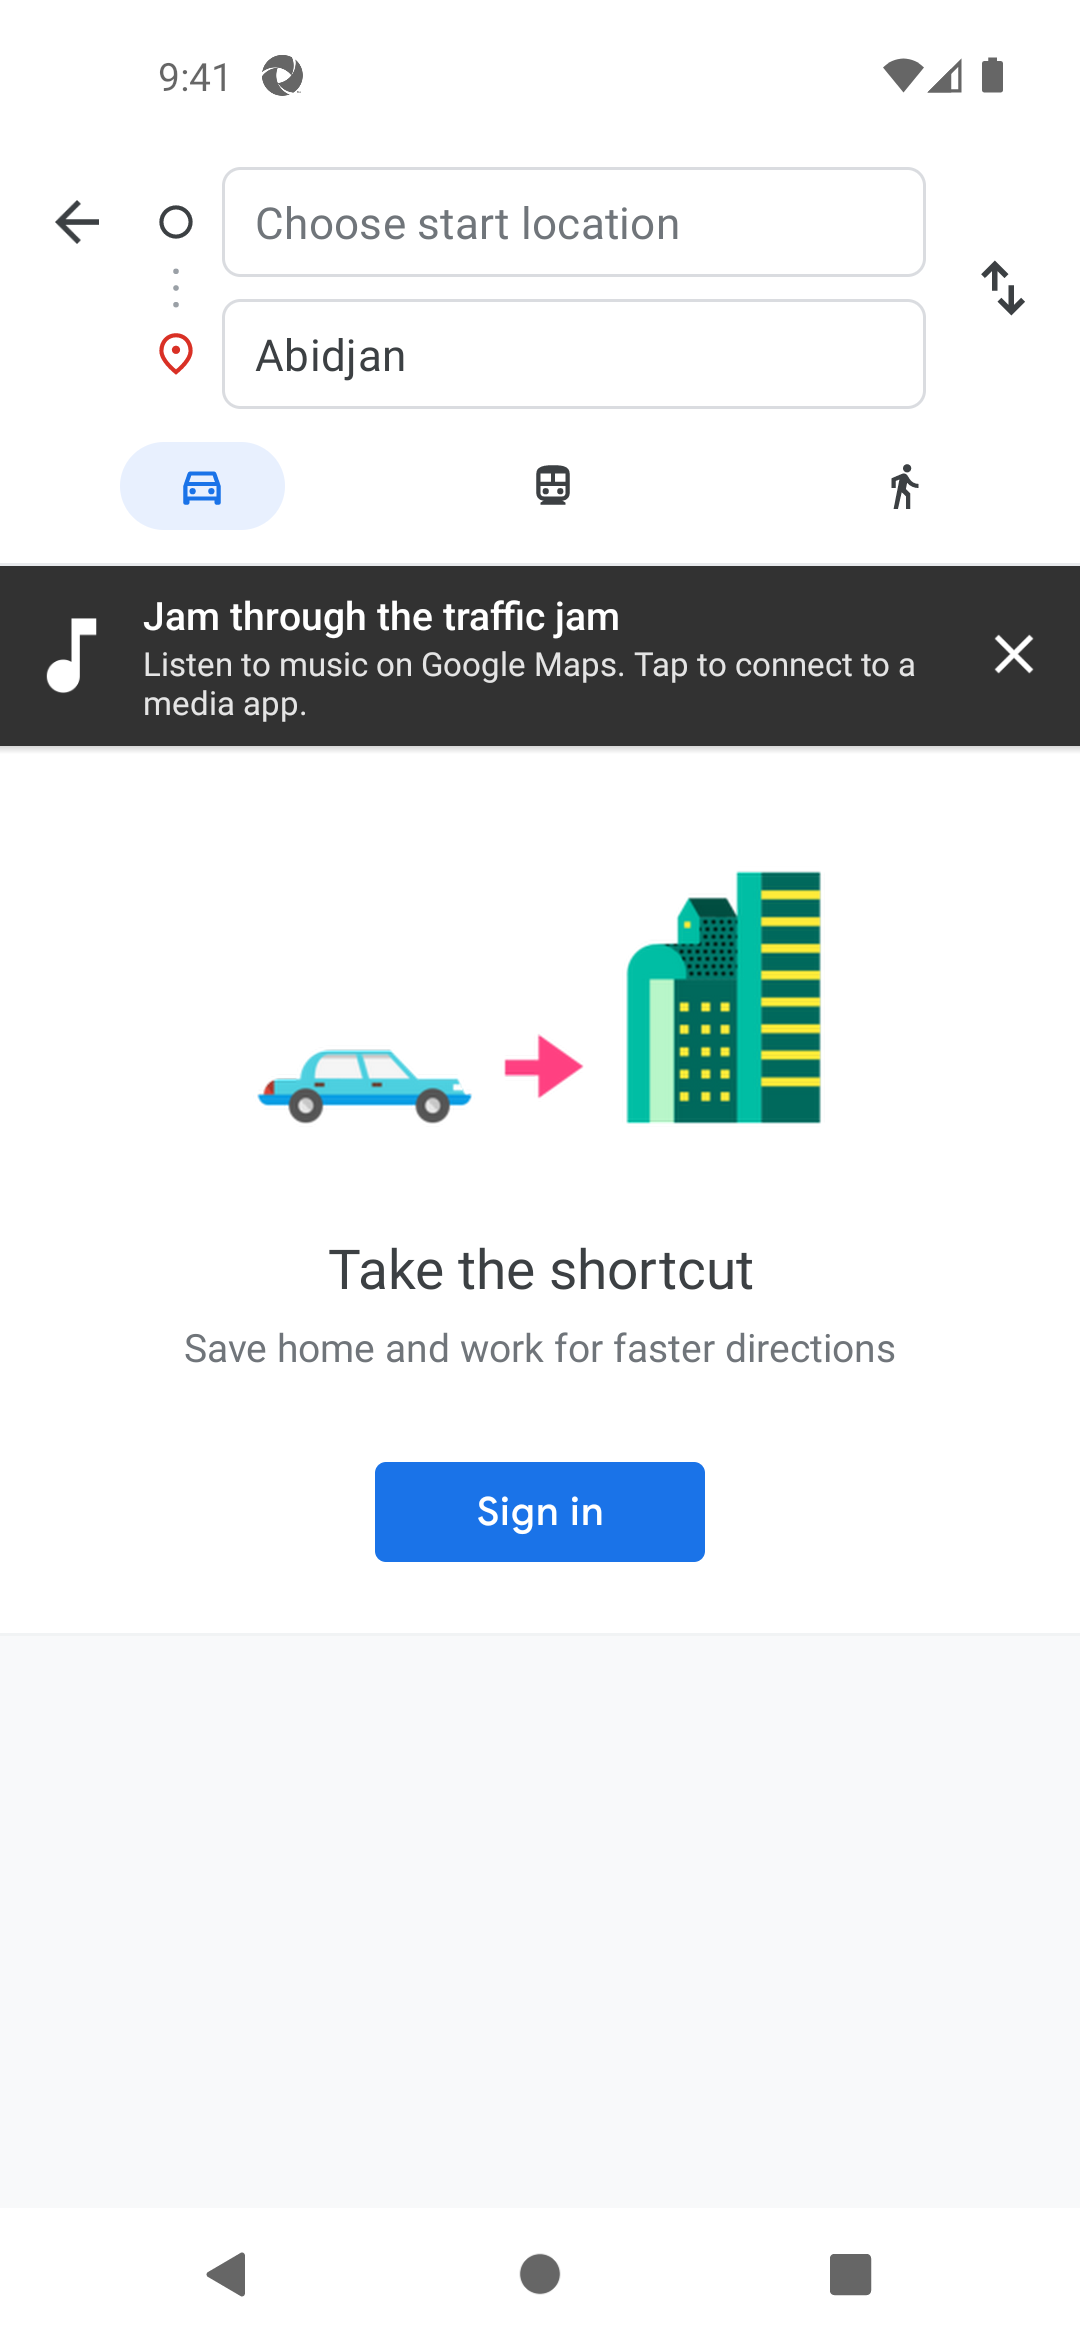 9:41
Choose start location
Abidjan
Jam through the traffic jam
Listen to music on Google Maps. Tap to connect to a
media app.
Take the shortcut
Save home and work for faster directions
Sign in